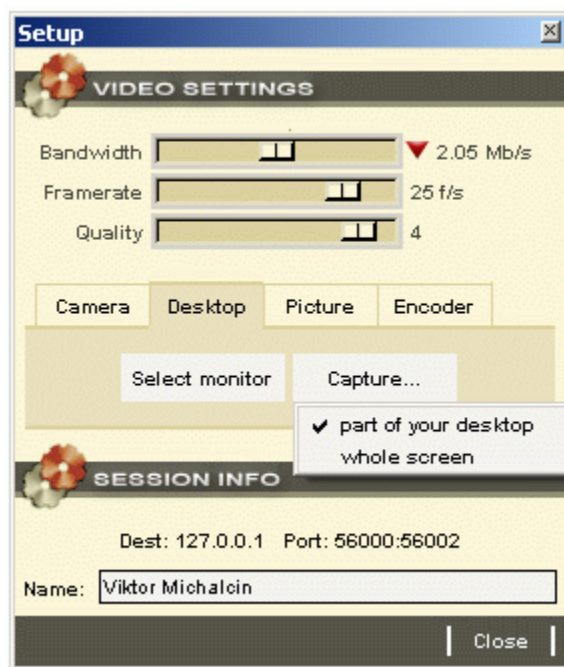 Setup
VIDEO SETTINGS
Bandwidth 2.05 Mb/s
Framerate 25 f/s
Quality 4
Camera Desktop Picture Encoder
Select monitor Capture...
✓ part of your desktop
whole screen
SESSION INFO
Dest: 127.0.0.1 Port: 56000:56002
Name: Viktor Michalcin
Close